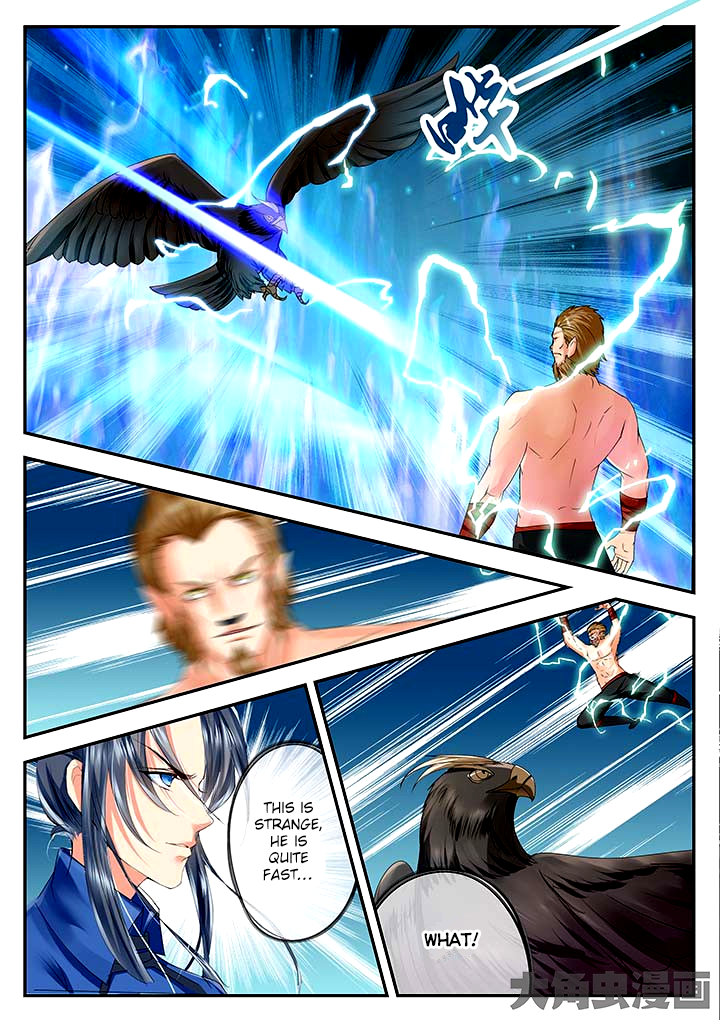 THIS IS
STRANGE,
HE IS
QUITE
FAST...
WHAT!
大角虫漫画